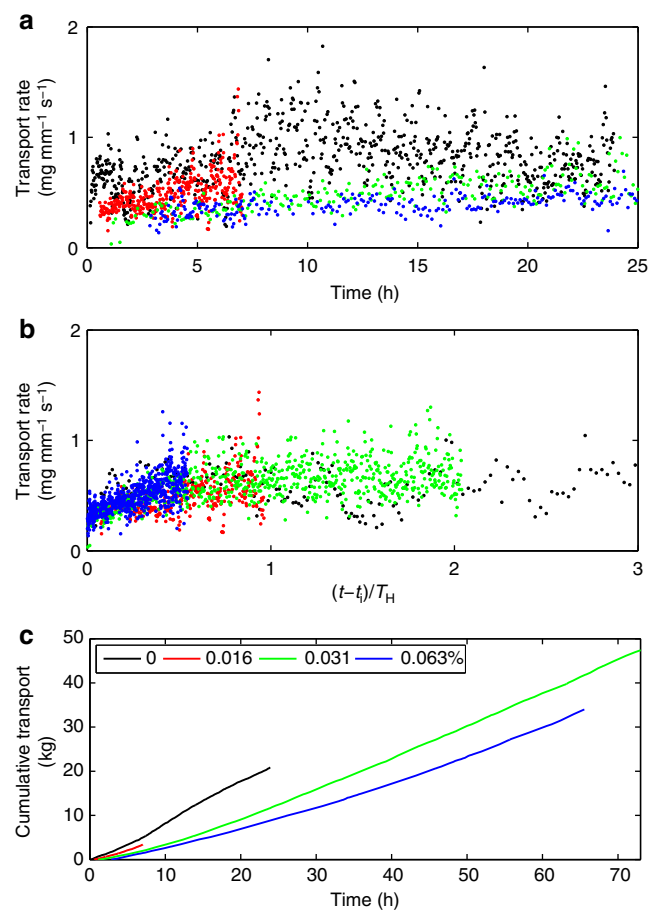 a
2
1
0
Transport rate
(mg mm⁻¹ s⁻¹)
0 5 10 15 20 25
Time (h)
b
2
1
0
Transport rate
(mg mm⁻¹ s⁻¹)
0 1 2 3
(t−tᵢ)/T_H
c
50
40
30
20
10
0
Cumulative transport
(kg)
0 0.016 0.031 0.063%
0 10 20 30 40 50 60 70
Time (h)